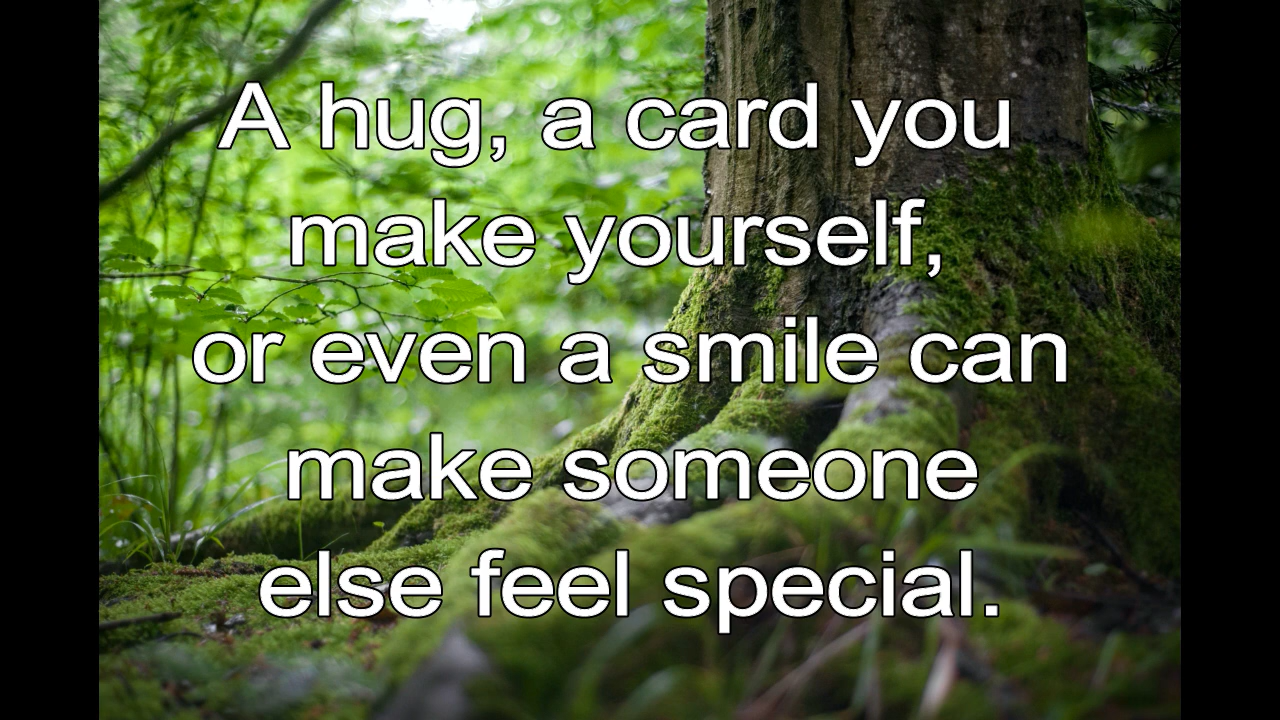 A hug, a card you
make yourself,
or even a smile can
make someone
else feel special.